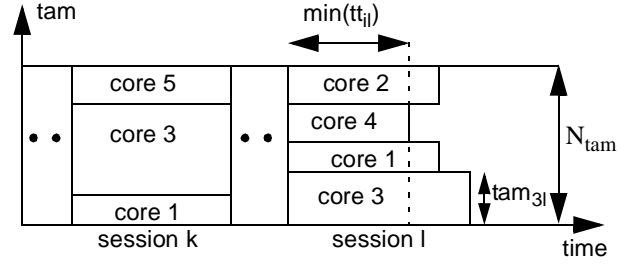 tam
min(tt_il)
core 5
core 2
core 3
core 4
core 1
core 3
core 1
N_tam
tam_3l
session k
session l
time